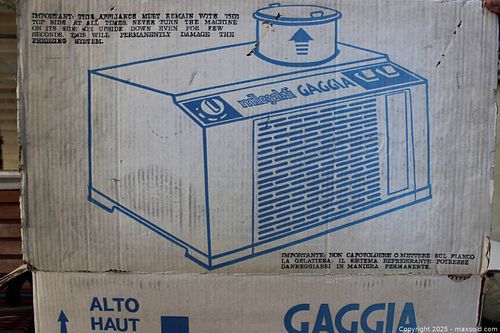 IMPORTANT: THIS APPLIANCE MUST REMAIN WITH THE
TOP SIDE AT ALL TIMES. NEVER TURN THE MACHINE
ON ITS SIDE OR UPSIDE DOWN EVEN FOR FEW
SECONDS. THIS WILL PERMANENTLY DAMAGE THE
FREEZING SYSTEM.
GAGGIA
IMPORTANTE: NON CAPOVOLGERE O METTERE SUL FIANCO
LA GELATIERA: IL SISTEMA REFRIGERANTE POTREBBE
DANNEGGIARSI IN MANIERA PERMANENTE.
ALTO
HAUT
GAGGIA
Copyright 2025 - maxsold.com